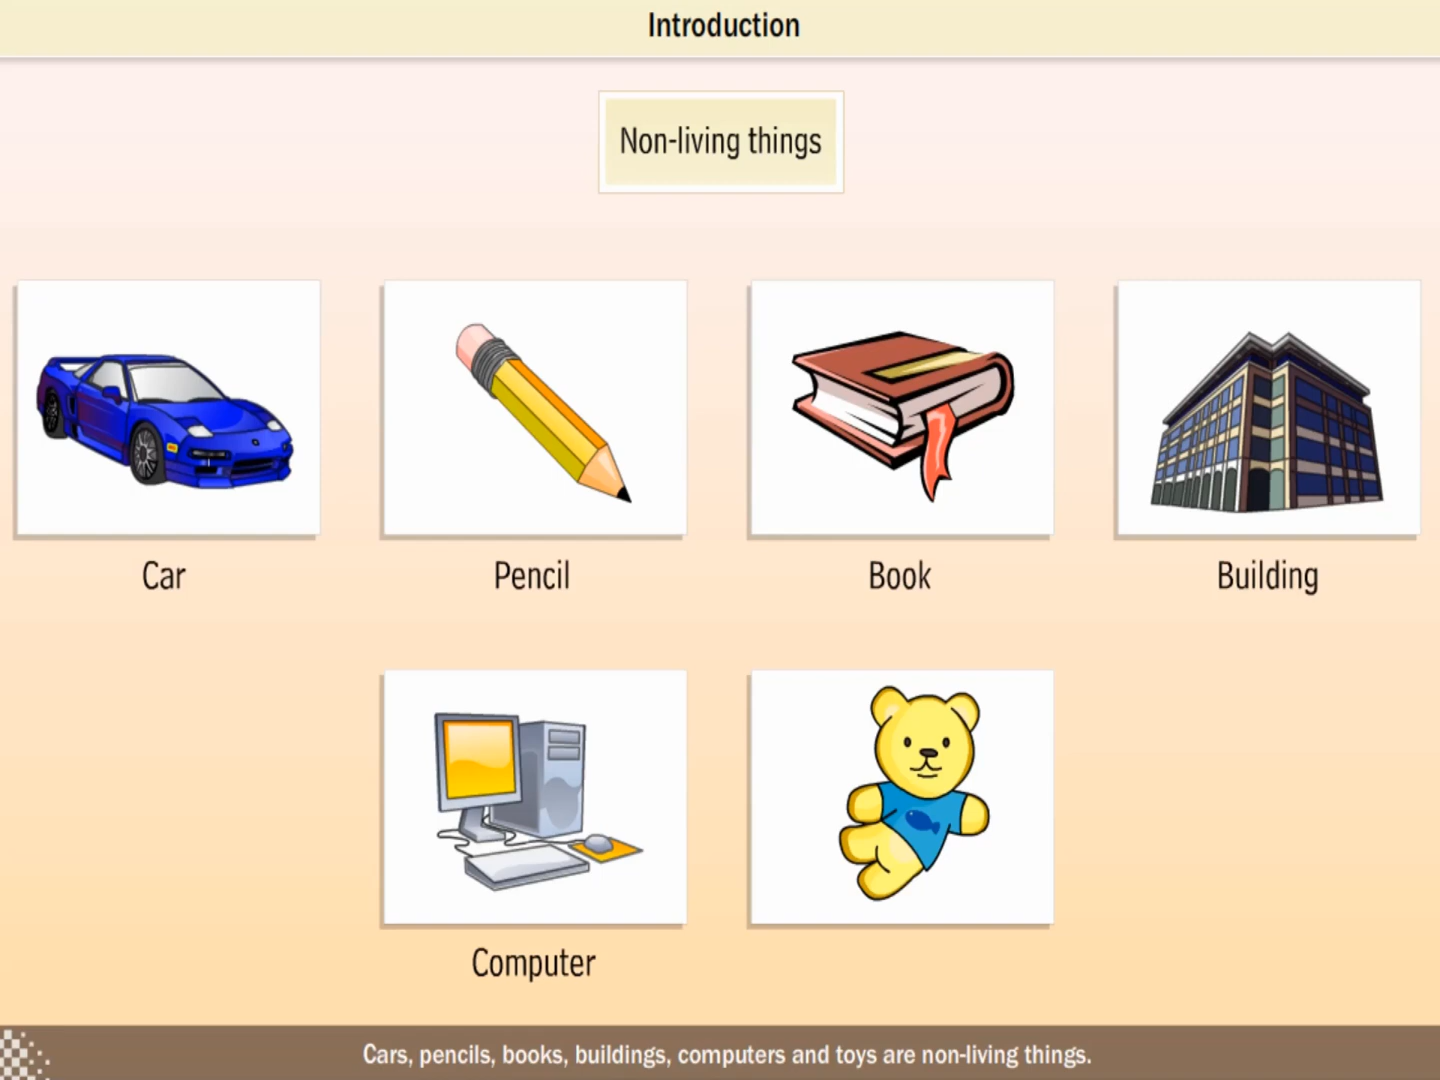 Introduction
Non-living things
Car
Pencil
Book
Building
Computer
Cars, pencils, books, buildings, computers and toys are non-living things.